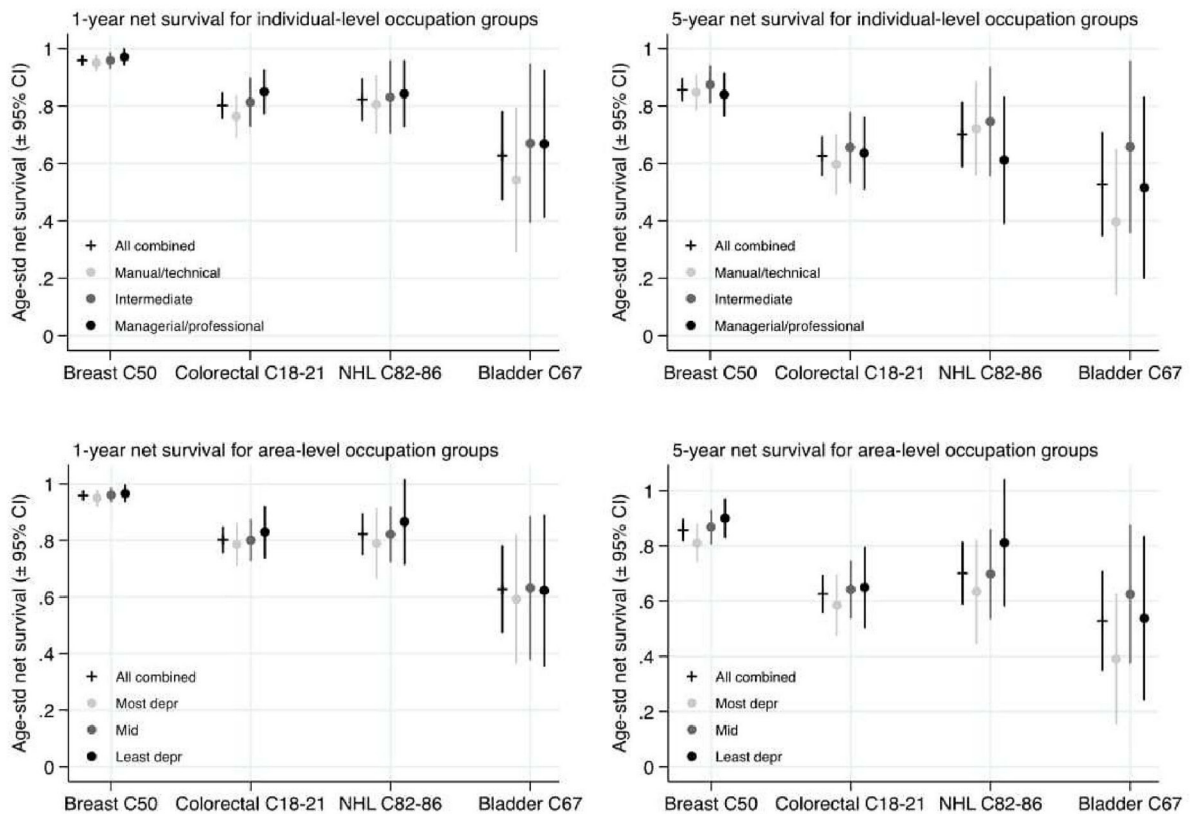 1-year net survival for individual-level occupation groups
Age-std net survival (± 95% CI)
1
.8
.6
.4
.2
0
All combined
Manual/technical
Intermediate
Managerial/professional
Breast C50 Colorectal C18-21 NHL C82-86 Bladder C67
5-year net survival for individual-level occupation groups
Age-std net survival (± 95% CI)
1
.8
.6
.4
.2
0
All combined
Manual/technical
Intermediate
Managerial/professional
Breast C50 Colorectal C18-21 NHL C82-86 Bladder C67
1-year net survival for area-level occupation groups
Age-std net survival (± 95% CI)
1
.8
.6
.4
.2
0
All combined
Most depr
Mid
Least depr
Breast C50 Colorectal C18-21 NHL C82-86 Bladder C67
5-year net survival for area-level occupation groups
Age-std net survival (± 95% CI)
1
.8
.6
.4
.2
0
All combined
Most depr
Mid
Least depr
Breast C50 Colorectal C18-21 NHL C82-86 Bladder C67